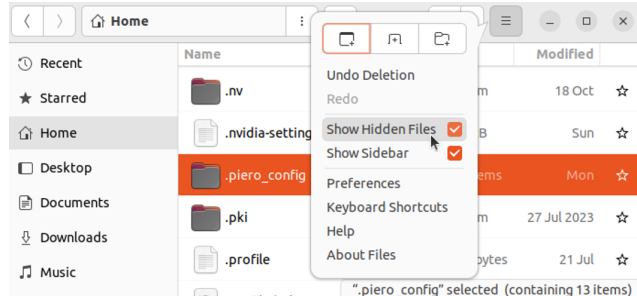 Home
Name
Modified
Recent
Starred
Home
Desktop
Documents
Downloads
Music
.nv
18 Oct
.nvidia-setting
B
Sun
.piero_config
ems
Mon
.pki
m
27 Jul 2023
.profile
bytes
21 Jul
Undo Deletion
Redo
Show Hidden Files
Show Sidebar
Preferences
Keyboard Shortcuts
Help
About Files
“.piero_config” selected (containing 13 items)